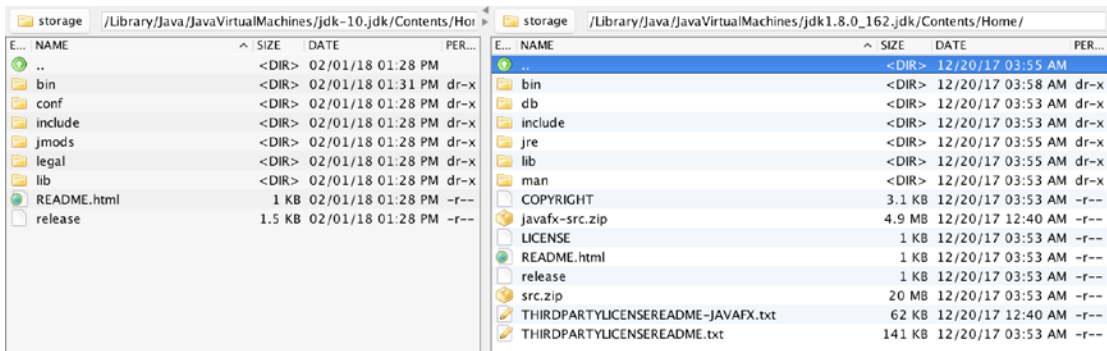 storage /Library/Java/JavaVirtualMachines/jdk-10.jdk/Contents/Hor
E... NAME SIZE DATE PER...
.. <DIR> 02/01/18 01:28 PM
bin <DIR> 02/01/18 01:31 PM dr-x
conf <DIR> 02/01/18 01:28 PM dr-x
include <DIR> 02/01/18 01:28 PM dr-x
jmods <DIR> 02/01/18 01:28 PM dr-x
legal <DIR> 02/01/18 01:28 PM dr-x
lib <DIR> 02/01/18 01:28 PM dr-x
README.html 1 KB 02/01/18 01:28 PM -r--
release 1.5 KB 02/01/18 01:28 PM -r--
storage /Library/Java/JavaVirtualMachines/jdk1.8.0_162.jdk/Contents/Home/
E... NAME SIZE DATE PER...
.. <DIR> 12/20/17 03:55 AM
bin <DIR> 12/20/17 03:58 AM dr-x
db <DIR> 12/20/17 03:53 AM dr-x
include <DIR> 12/20/17 03:53 AM dr-x
jre <DIR> 12/20/17 03:55 AM dr-x
lib <DIR> 12/20/17 03:55 AM dr-x
man <DIR> 12/20/17 03:53 AM dr-x
COPYRIGHT 3.1 KB 12/20/17 03:53 AM -r--
javafx-src.zip 4.9 MB 12/20/17 12:40 AM -r--
LICENSE 1 KB 12/20/17 03:53 AM -r--
README.html 1 KB 12/20/17 03:53 AM -r--
release 1 KB 12/20/17 03:53 AM -r--
src.zip 20 MB 12/20/17 03:53 AM -r--
THIRDPARTYLICENSEREADME-JAVAFX.txt 62 KB 12/20/17 12:40 AM -r--
THIRDPARTYLICENSEREADME.txt 141 KB 12/20/17 03:53 AM -r--